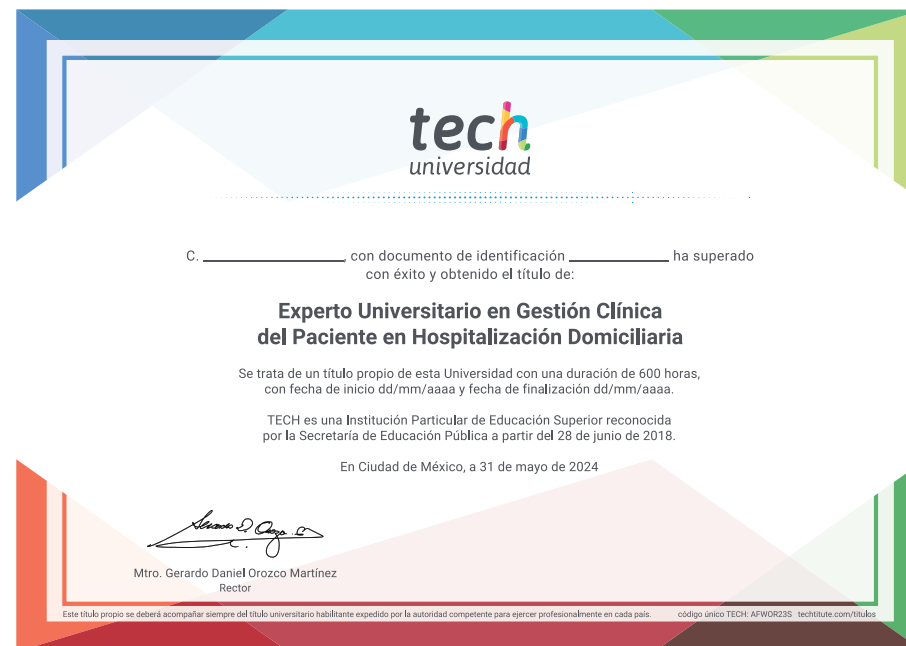 tech
universidad
C. ____________, con documento de identificación ____________ ha superado
con éxito y obtenido el título de:
Experto Universitario en Gestión Clínica
del Paciente en Hospitalización Domiciliaria
Se trata de un título propio de esta Universidad con una duración de 600 horas,
con fecha de inicio dd/mm/aaaa y fecha de finalización dd/mm/aaaa.
TECH es una Institución Particular de Educación Superior reconocida
por la Secretaría de Educación Pública a partir del 28 de junio de 2018.
En Ciudad de México, a 31 de mayo de 2024
Mtro. Gerardo Daniel Orozco Martínez
Rector
Este título propio se deberá acompañar siempre del título universitario habilitante expedido por la autoridad competente para ejercer profesionalmente en cada país. código único TECH: AFWOR23S techtitute.com/titulos